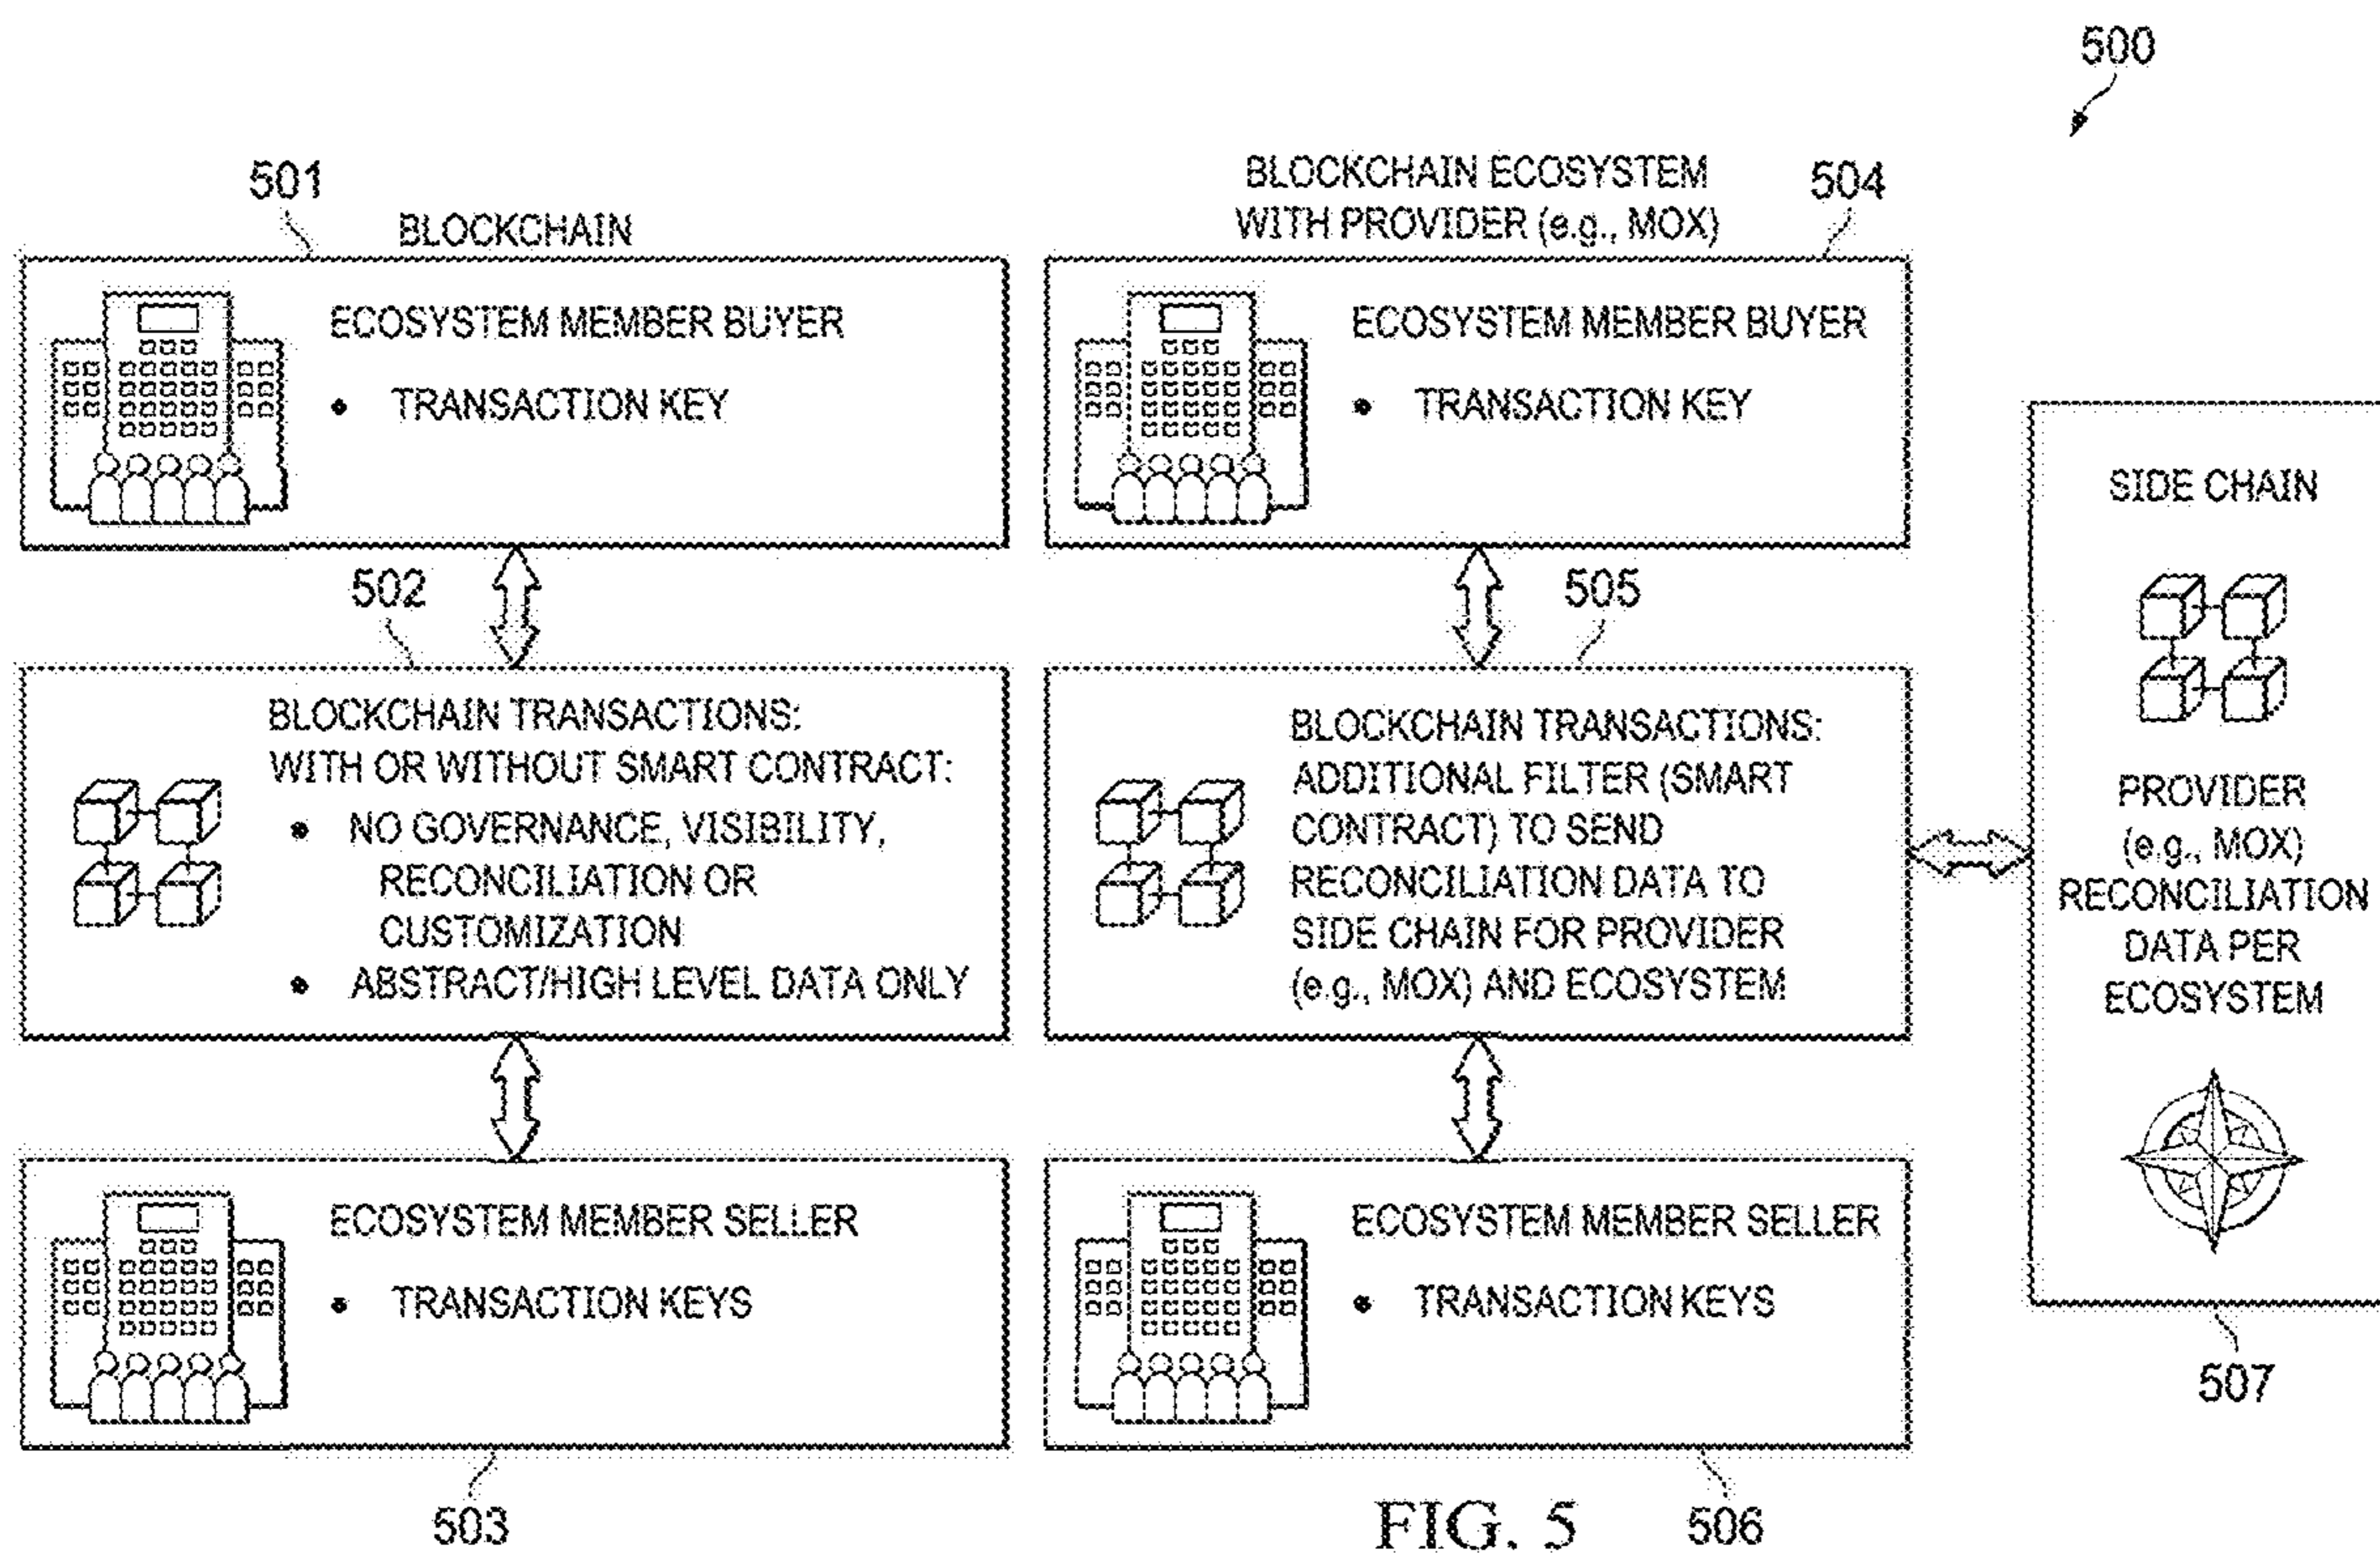 500
501
BLOCKCHAIN
ECOSYSTEM MEMBER BUYER
• TRANSACTION KEY
502
BLOCKCHAIN TRANSACTIONS:
WITH OR WITHOUT SMART CONTRACT:
• NO GOVERNANCE, VISIBILITY,
RECONCILIATION OR
CUSTOMIZATION
• ABSTRACT/HIGH LEVEL DATA ONLY
ECOSYSTEM MEMBER SELLER
• TRANSACTION KEYS
503
BLOCKCHAIN ECOSYSTEM
WITH PROVIDER (e.g., MOX)
504
ECOSYSTEM MEMBER BUYER
• TRANSACTION KEY
505
BLOCKCHAIN TRANSACTIONS:
ADDITIONAL FILTER (SMART
CONTRACT) TO SEND
RECONCILIATION DATA TO
SIDE CHAIN FOR PROVIDER
(e.g., MOX) AND ECOSYSTEM
ECOSYSTEM MEMBER SELLER
• TRANSACTION KEYS
506
SIDE CHAIN
PROVIDER
(e.g., MOX)
RECONCILIATION
DATA PER
ECOSYSTEM
507
FIG. 5